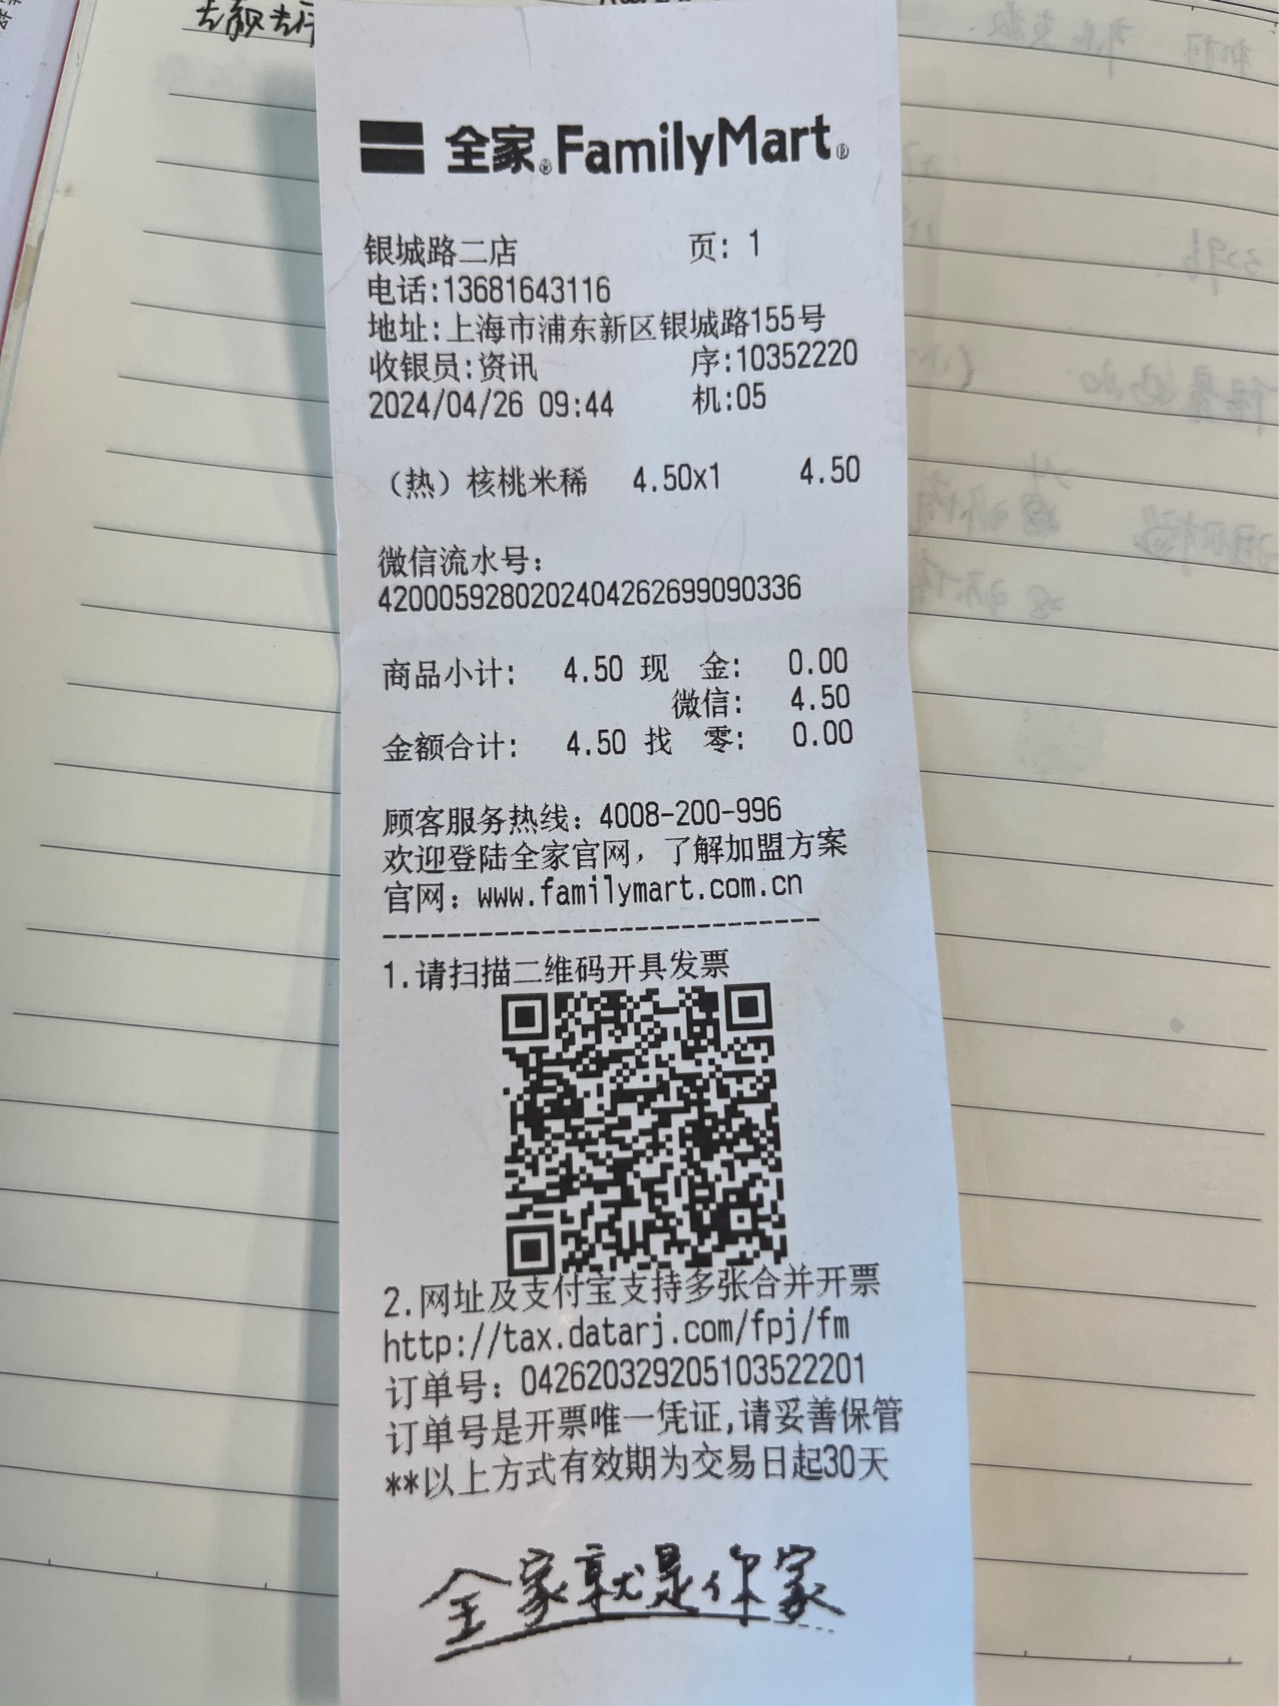 全家®FamilyMart®
银城路二店 页: 1
电话:13681643116
地址:上海市浦东新区银城路155号
收银员:资讯 序:10352220
2024/04/26 09:44 机:05
（热）核桃米稀 4.50x1 4.50
微信流水号:
4200059280202404262699090336
商品小计: 4.50 现 金: 0.00
微信: 4.50
金额合计: 4.50 找 零: 0.00
顾客服务热线: 4008-200-996
欢迎登陆全家官网，了解加盟方案
官网: www.familymart.com.cn
----------------------------
1.请扫描二维码开具发票
2.网址及支付宝支持多张合并开票
http://tax.datarj.com/fpj/fm
订单号: 042620329205103522201
订单号是开票唯一凭证,请妥善保管
**以上方式有效期为交易日起30天
全家就是你家